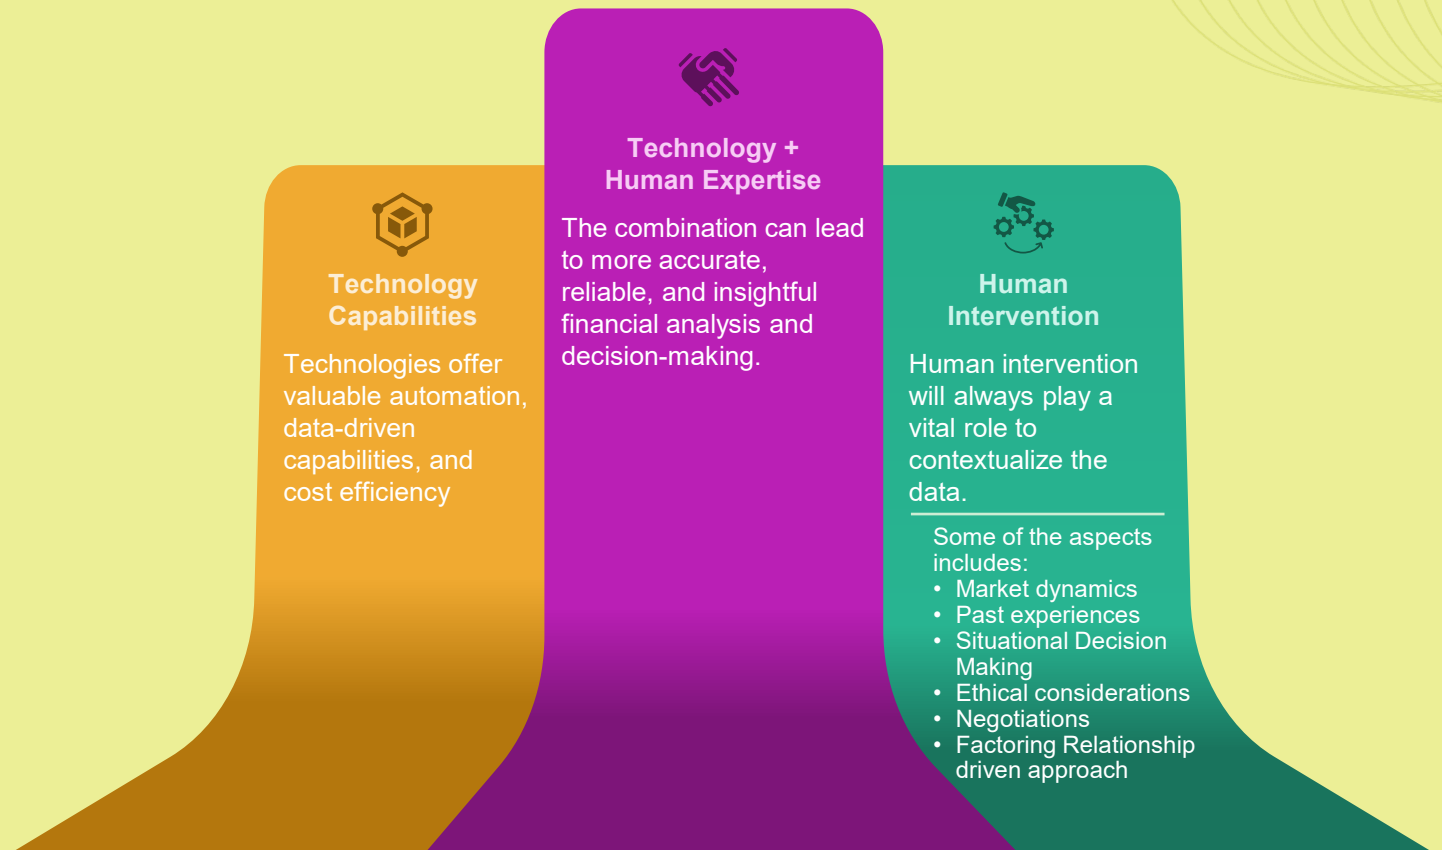 Technology
Capabilities
Technologies offer
valuable automation,
data-driven
capabilities, and
cost efficiency
Technology +
Human Expertise
The combination can lead
to more accurate,
reliable, and insightful
financial analysis and
decision-making.
Human
Intervention
Human intervention
will always play a
vital role to
contextualize the
data.
Some of the aspects
includes:
• Market dynamics
• Past experiences
• Situational Decision
Making
• Ethical considerations
• Negotiations
• Factoring Relationship
driven approach